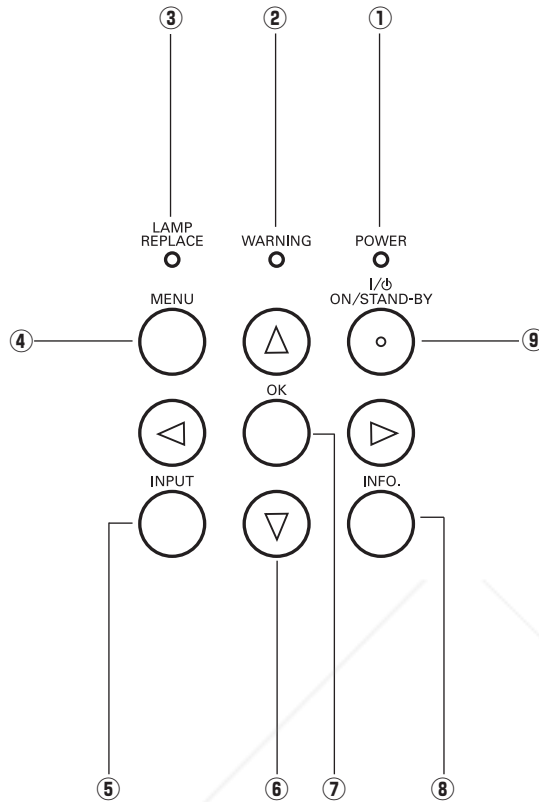 ③ ② ①
LAMP
REPLACE WARNING POWER
I/⏻
MENU ON/STAND-BY
④ ⑨
OK
INPUT INFO.
⑤ ⑥ ⑦ ⑧